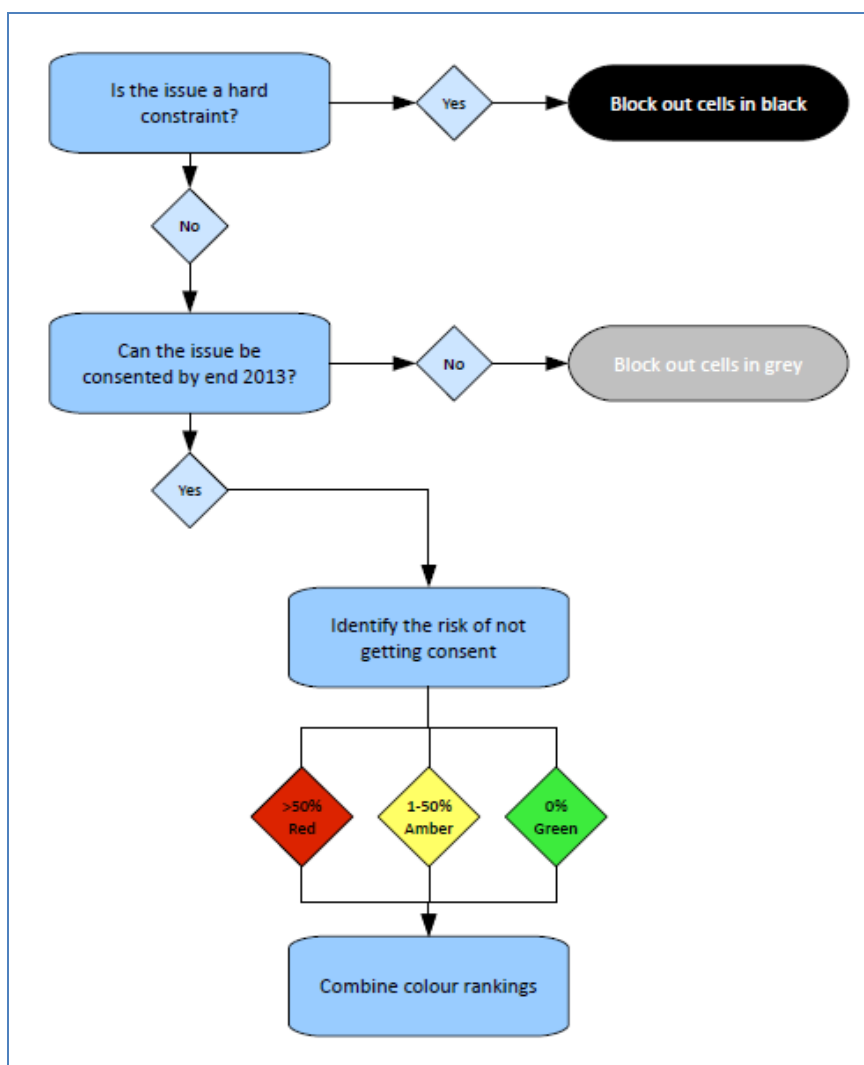 Is the issue a hard
constraint?
Yes
Block out cells in black
No
Can the issue be
consented by end 2013?
No
Block out cells in grey
Yes
Identify the risk of not
getting consent
>50%
Red
1-50%
Amber
0%
Green
Combine colour rankings